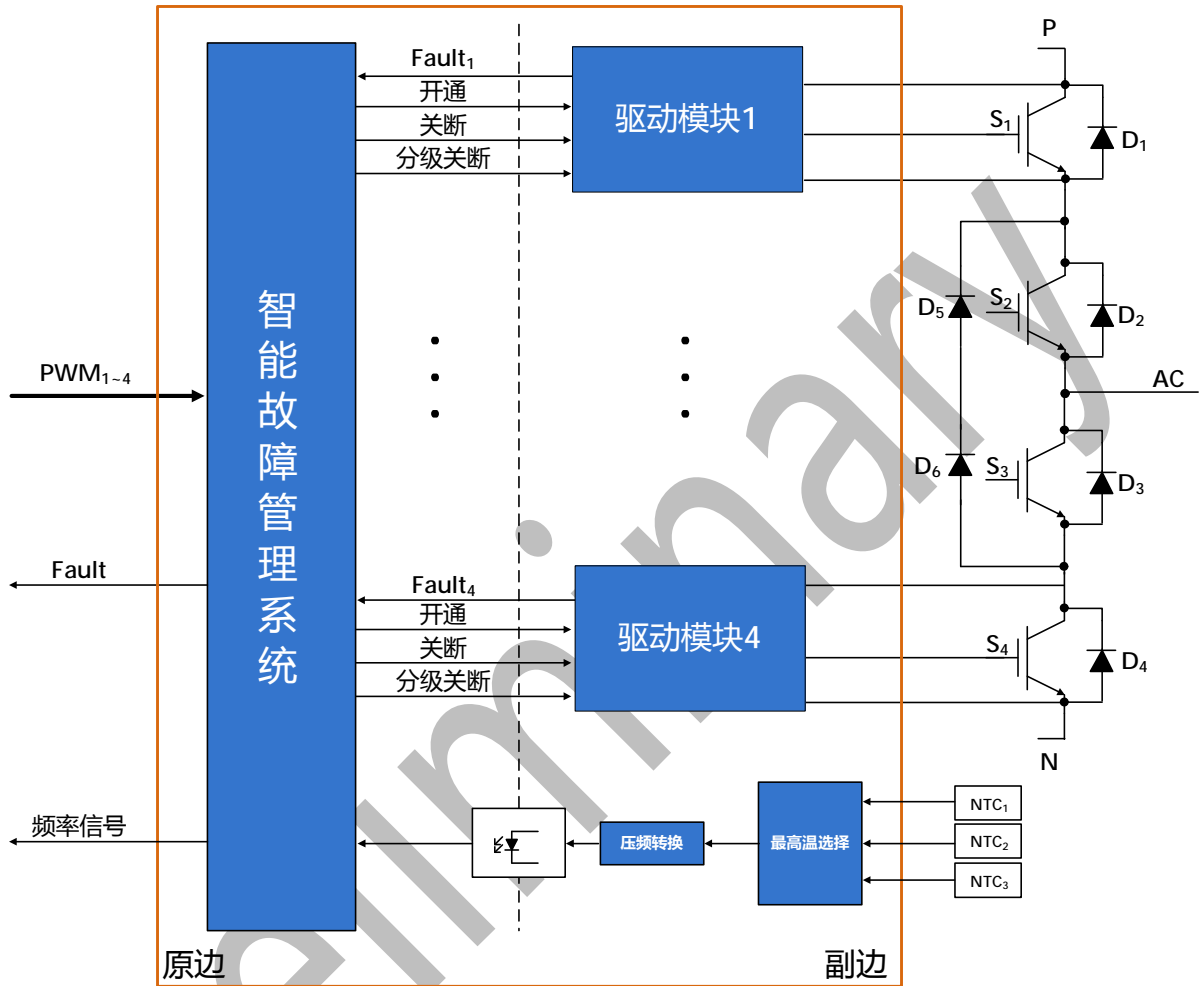 P
Fault₁
开通
关断
分级关断
驱动模块1
S₁
D₁
智能故障管理系统
D₅
S₂
D₂
PWM₁~₄
AC
D₆
S₃
D₃
Fault
Fault₄
开通
关断
分级关断
驱动模块4
S₄
D₄
N
频率信号
压频转换
最高温选择
NTC₁
NTC₂
NTC₃
原边
副边